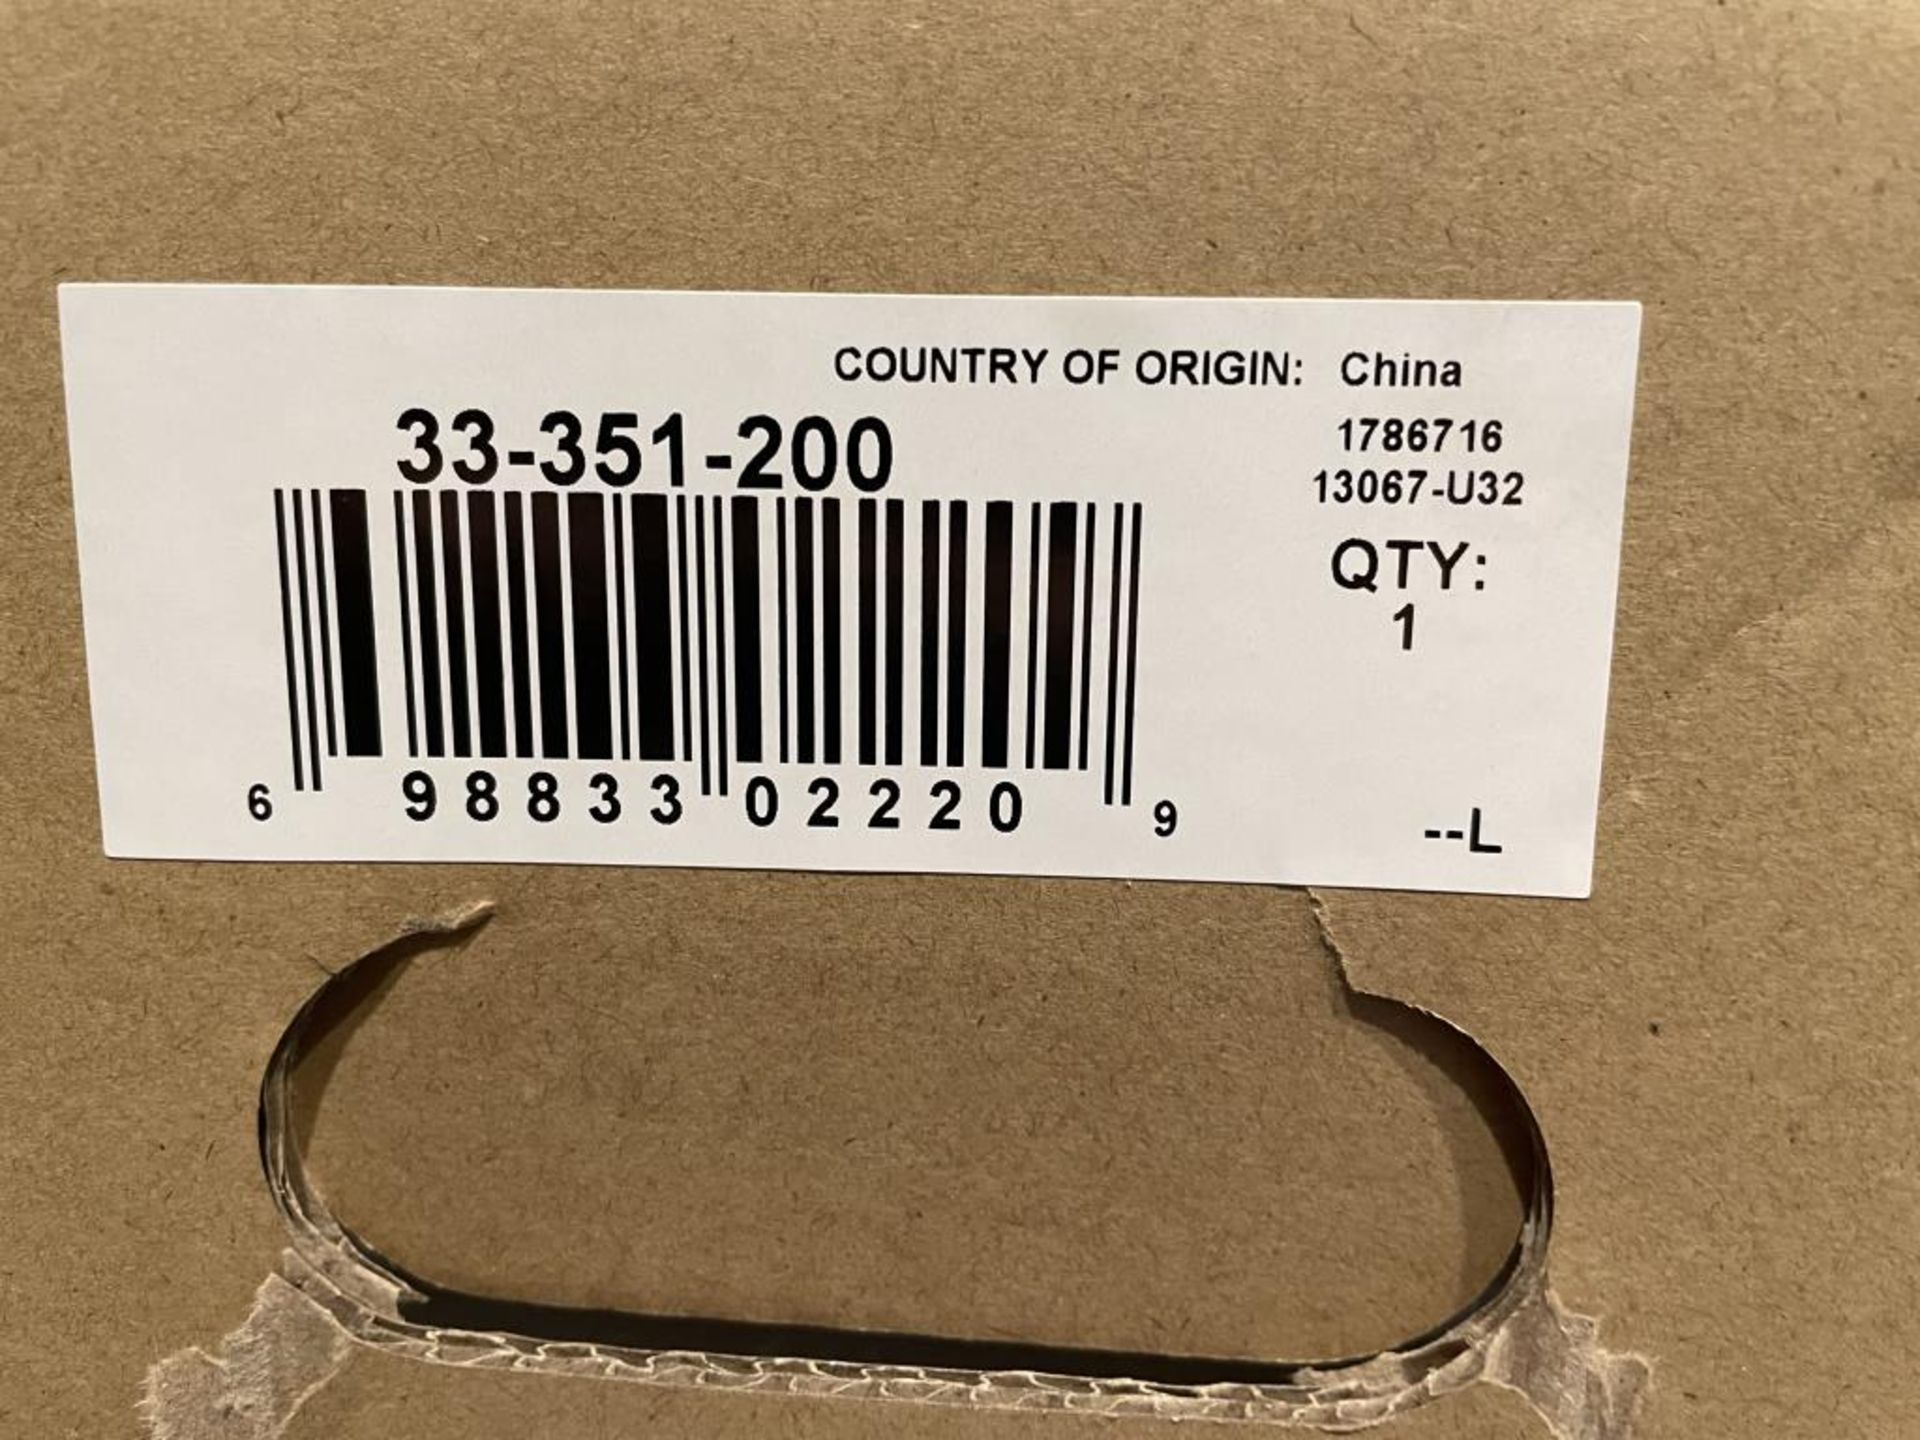 COUNTRY OF ORIGIN: China
33-351-200
1786716
13067-U32
QTY:
1
6 98833 02220 9
--L